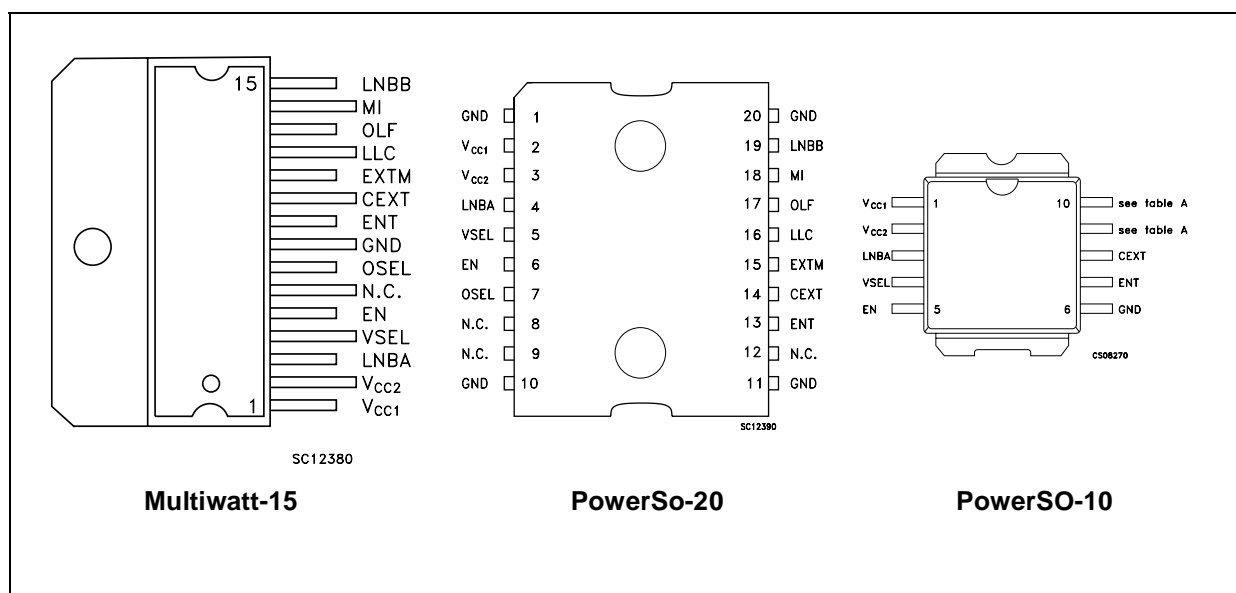 15 LNBB
MI
OLF
LLC
EXTM
CEXT
ENT
GND
OSEL
N.C.
EN
VSEL
LNBA
VCC2
1 VCC1
SC12380
Multiwatt-15
GND 1 20 GND
VCC1 2 19 LNBB
VCC2 3 18 MI
LNBA 4 17 OLF
VSEL 5 16 LLC
EN 6 15 EXTM
OSEL 7 14 CEXT
N.C. 8 13 ENT
N.C. 9 12 N.C.
GND 10 11 GND
SC12390
PowerSo-20
VCC1 1 10 see table A
VCC2 see table A
LNBA CEXT
VSEL ENT
EN 5 6 GND
CS08270
PowerSO-10